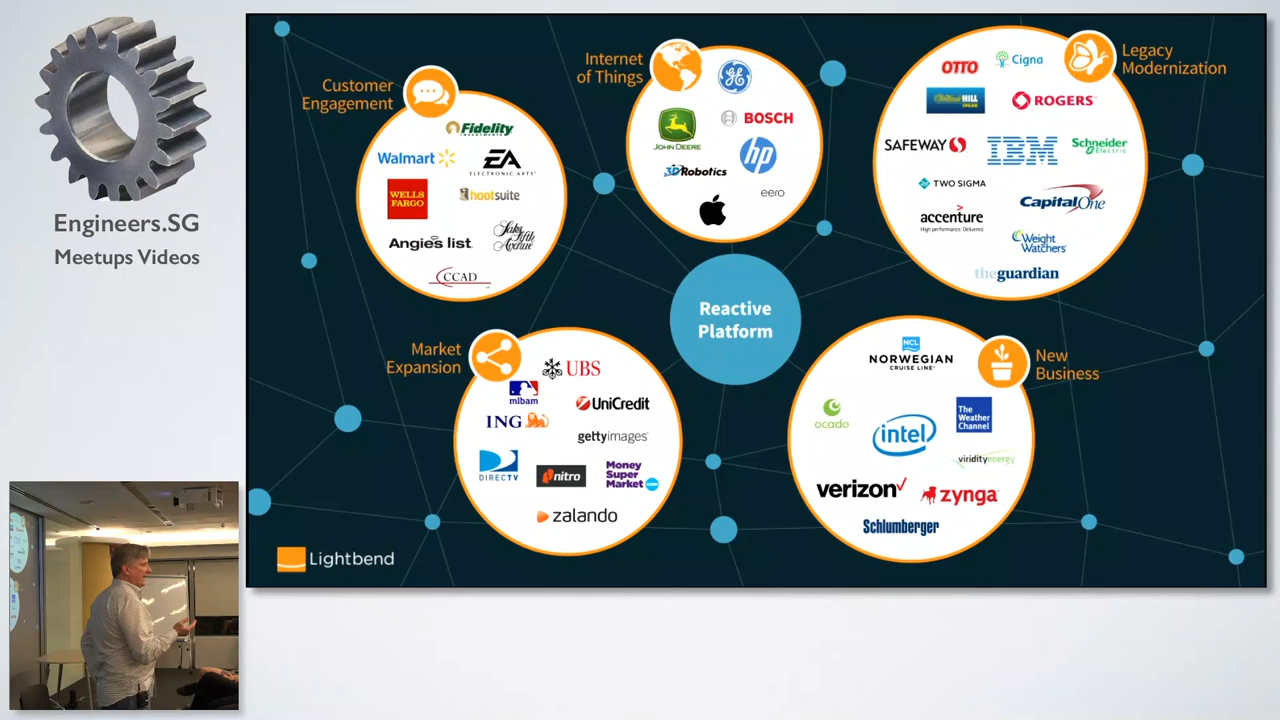 Engineers.SG
Meetups Videos
Customer
Engagement
Fidelity
INVESTMENTS
Walmart
EA
ELECTRONIC ARTS
WELLS
FARGO
hootsuite
Angie's list
Saks
Fifth
Avenue
CCAD
Internet
of Things
GE
JOHN DEERE
BOSCH
hp
3DRobotics
eero
Legacy
Modernization
OTTO
Cigna
William HILL
ONLINE
ROGERS
SAFEWAY
IBM
Schneider
Electric
TWO SIGMA
CapitalOne
accenture
High performance. Delivered.
Weight
Watchers
theguardian
Reactive
Platform
Market
Expansion
UBS
mlbam
UniCredit
ING
gettyimages
DIRECTV
nitro
Money
Super
Market
zalando
New
Business
NCL
NORWEGIAN
CRUISE LINE
ocado
intel
The
Weather
Channel
viridityenergy
verizon
zynga
Schlumberger
Lightbend